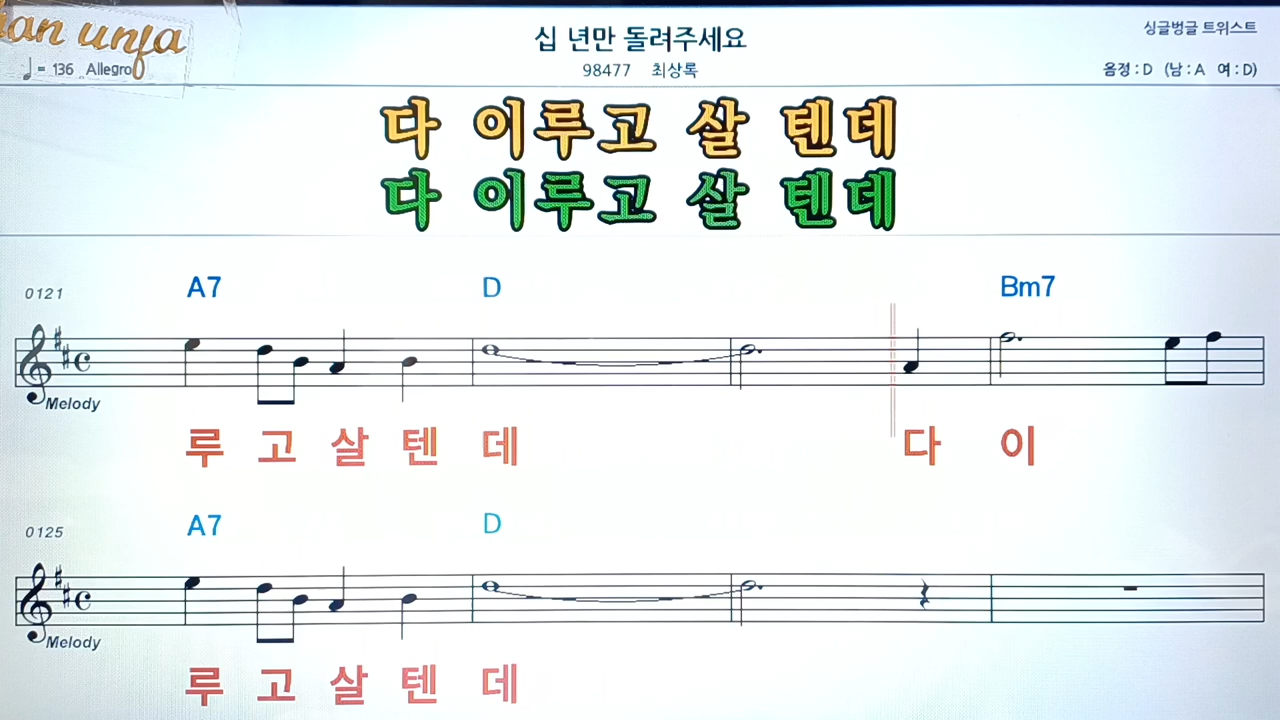 십 년만 돌려주세요
싱글벙글 트위스트
♩= 136 Allegro
98477 최상록
음정 : D (남 : A 여 : D)
다 이루고 살 텐데
다 이루고 살 텐데
0121 A7 D Bm7
Melody
루 고 살 텐 데 다 이
0125 A7 D
Melody
루 고 살 텐 데